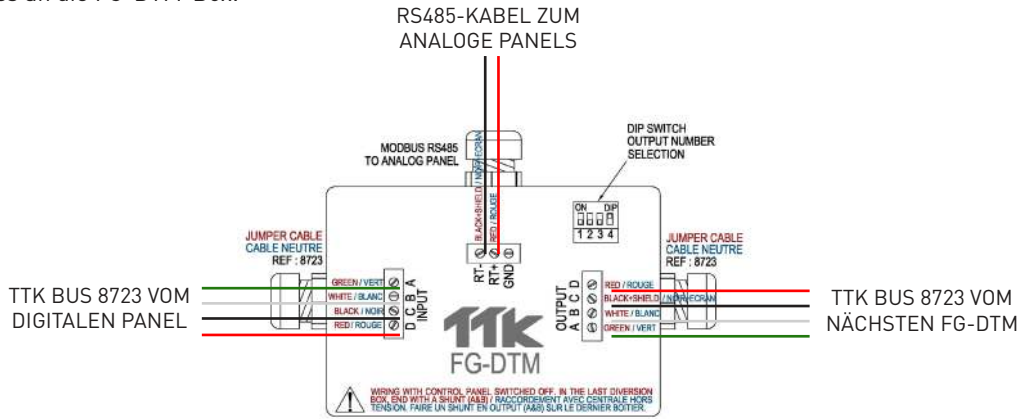 RS485-KABEL ZUM
ANALOGE PANELS
DIP SWITCH
OUTPUT NUMBER
SELECTION
MODBUS RS485
TO ANALOG PANEL
BLACK+SHIELD / NOIR+ECRAN
RED / ROUGE
ON DIP
1 2 3 4
JUMPER CABLE
CABLE NEUTRE
REF : 8723
JUMPER CABLE
CABLE NEUTRE
REF : 8723
RT- RT+ GND
TTK BUS 8723 VOM
DIGITALEN PANEL
GREEN / VERT
WHITE / BLANC
BLACK / NOIR
RED / ROUGE
D C B A
INPUT
OUTPUT
A B C D
RED / ROUGE
BLACK+SHIELD / NOIR+ECRAN
WHITE / BLANC
GREEN / VERT
TTK BUS 8723 VOM
NÄCHSTEN FG-DTM
TTK
FG-DTM
WIRING WITH CONTROL PANEL SWITCHED OFF. IN THE LAST DIVERSION
BOX, END WITH A SHUNT (A&B) / RACCORDEMENT AVEC CENTRALE HORS
TENSION. FAIRE UN SHUNT EN OUTPUT (A&B) SUR LE DERNIER BOITIER.